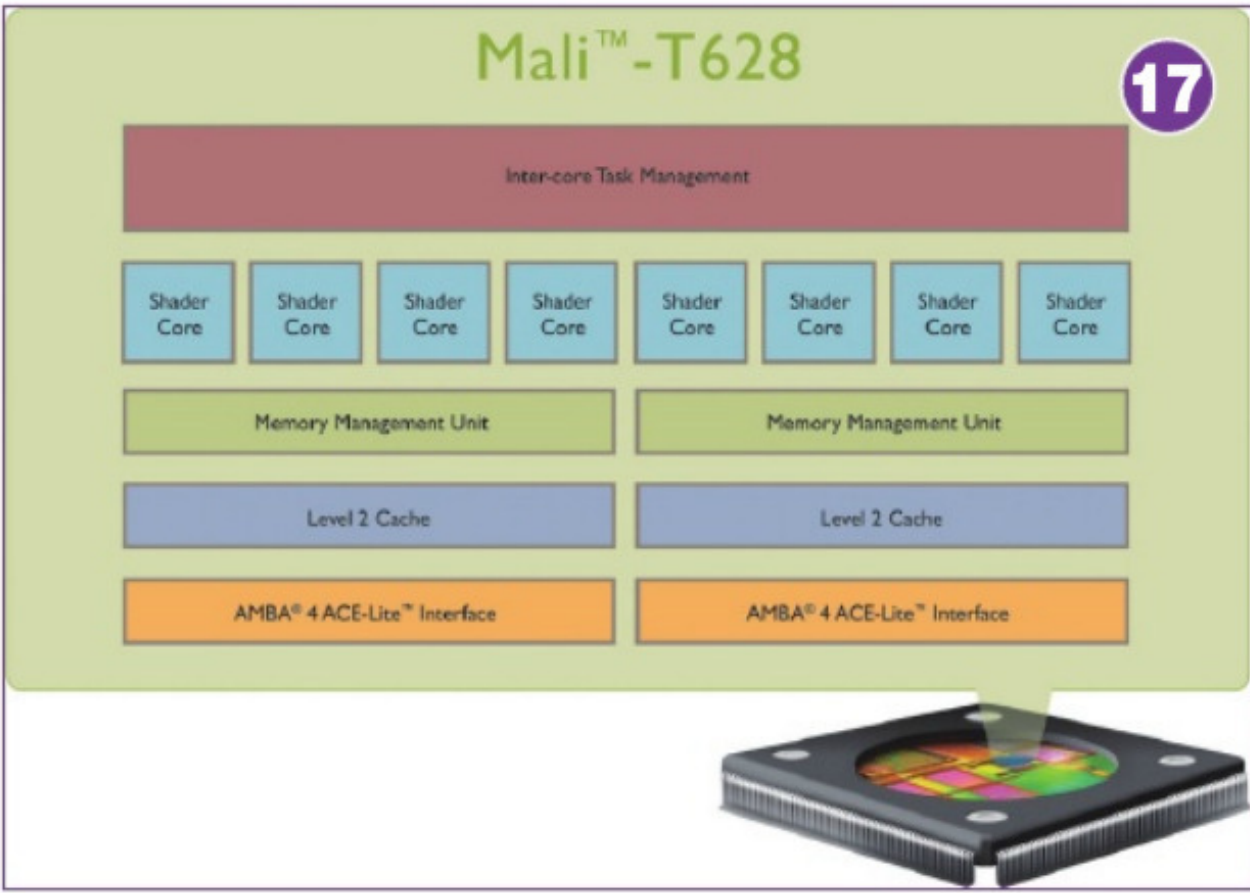 Mali™-T628
17
Inter-core Task Management
Shader Core
Shader Core
Shader Core
Shader Core
Shader Core
Shader Core
Shader Core
Shader Core
Memory Management Unit
Memory Management Unit
Level 2 Cache
Level 2 Cache
AMBA® 4 ACE-Lite™ Interface
AMBA® 4 ACE-Lite™ Interface